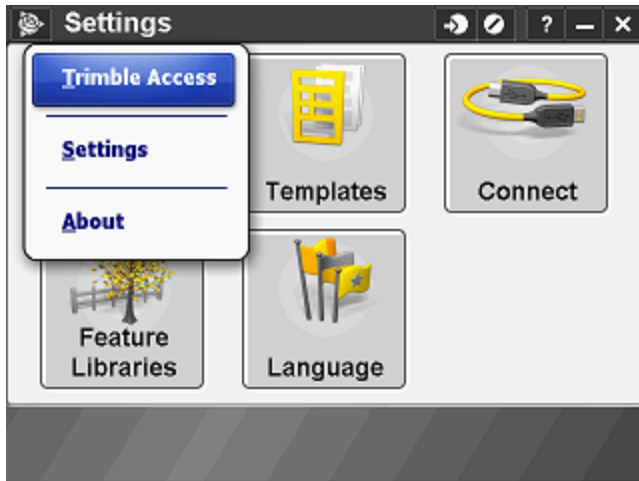 Settings
?
Trimble Access
Settings
About
Templates
Connect
Feature
Libraries
Language